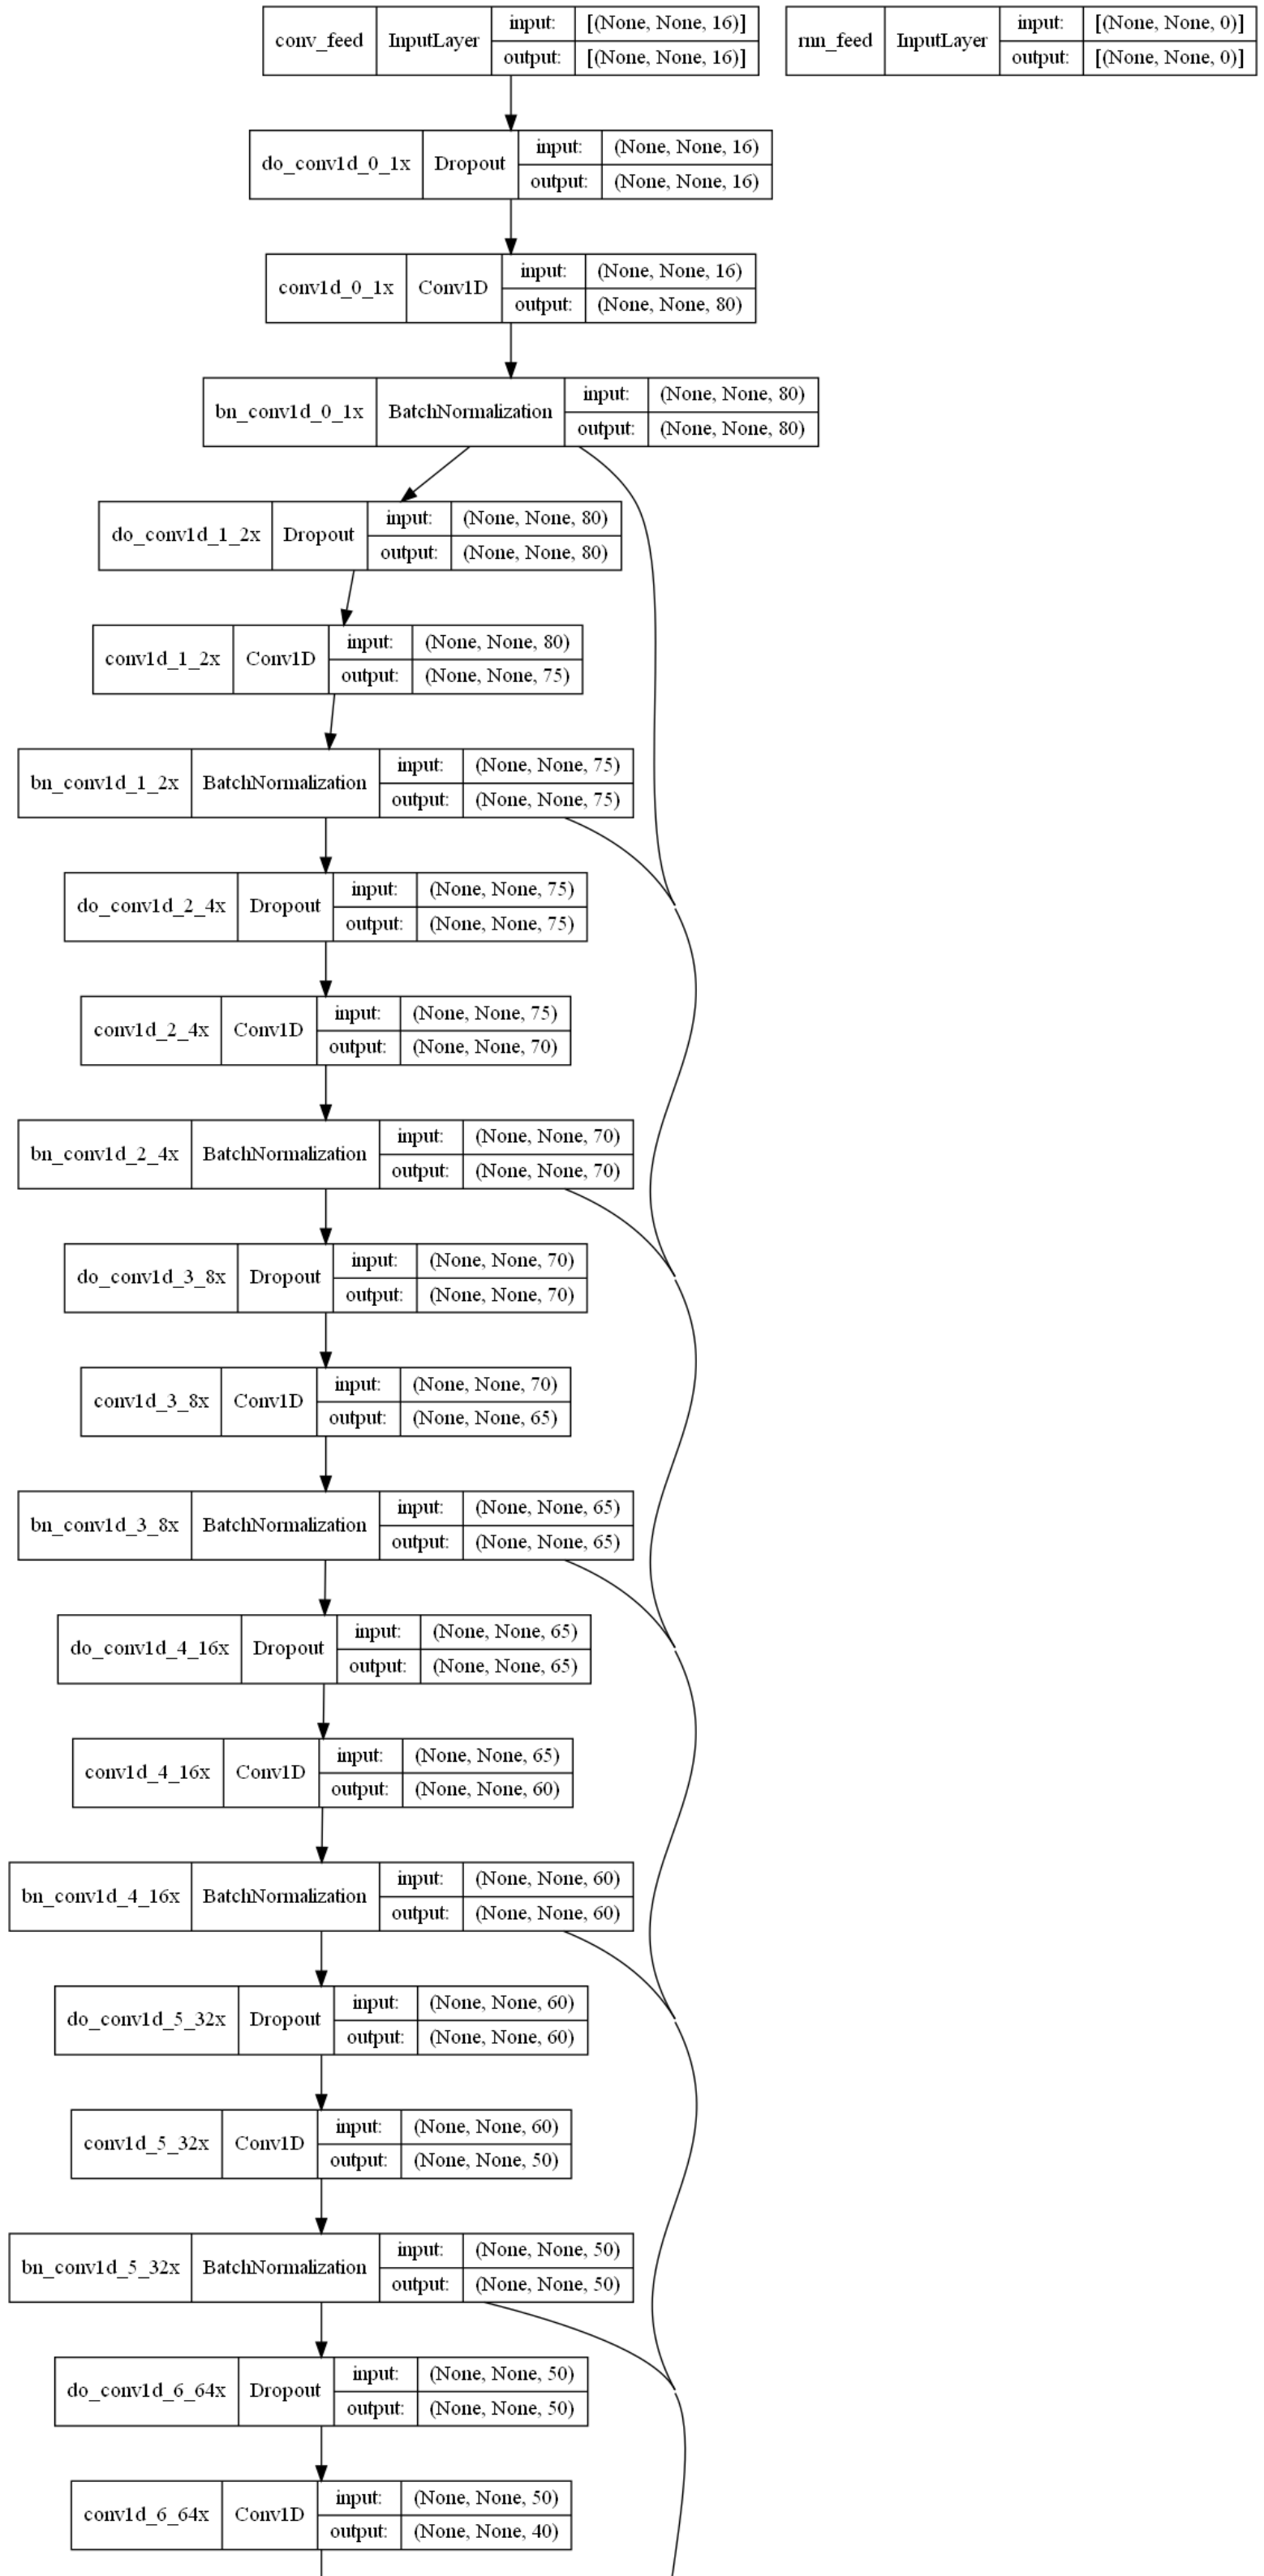 conv_feed InputLayer input: [(None, None, 16)]
output: [(None, None, 16)]
rnn_feed InputLayer input: [(None, None, 0)]
output: [(None, None, 0)]
do_conv1d_0_1x Dropout input: (None, None, 16)
output: (None, None, 16)
conv1d_0_1x Conv1D input: (None, None, 16)
output: (None, None, 80)
bn_conv1d_0_1x BatchNormalization input: (None, None, 80)
output: (None, None, 80)
do_conv1d_1_2x Dropout input: (None, None, 80)
output: (None, None, 80)
conv1d_1_2x Conv1D input: (None, None, 80)
output: (None, None, 75)
bn_conv1d_1_2x BatchNormalization input: (None, None, 75)
output: (None, None, 75)
do_conv1d_2_4x Dropout input: (None, None, 75)
output: (None, None, 75)
conv1d_2_4x Conv1D input: (None, None, 75)
output: (None, None, 70)
bn_conv1d_2_4x BatchNormalization input: (None, None, 70)
output: (None, None, 70)
do_conv1d_3_8x Dropout input: (None, None, 70)
output: (None, None, 70)
conv1d_3_8x Conv1D input: (None, None, 70)
output: (None, None, 65)
bn_conv1d_3_8x BatchNormalization input: (None, None, 65)
output: (None, None, 65)
do_conv1d_4_16x Dropout input: (None, None, 65)
output: (None, None, 65)
conv1d_4_16x Conv1D input: (None, None, 65)
output: (None, None, 60)
bn_conv1d_4_16x BatchNormalization input: (None, None, 60)
output: (None, None, 60)
do_conv1d_5_32x Dropout input: (None, None, 60)
output: (None, None, 60)
conv1d_5_32x Conv1D input: (None, None, 60)
output: (None, None, 50)
bn_conv1d_5_32x BatchNormalization input: (None, None, 50)
output: (None, None, 50)
do_conv1d_6_64x Dropout input: (None, None, 50)
output: (None, None, 50)
conv1d_6_64x Conv1D input: (None, None, 50)
output: (None, None, 40)